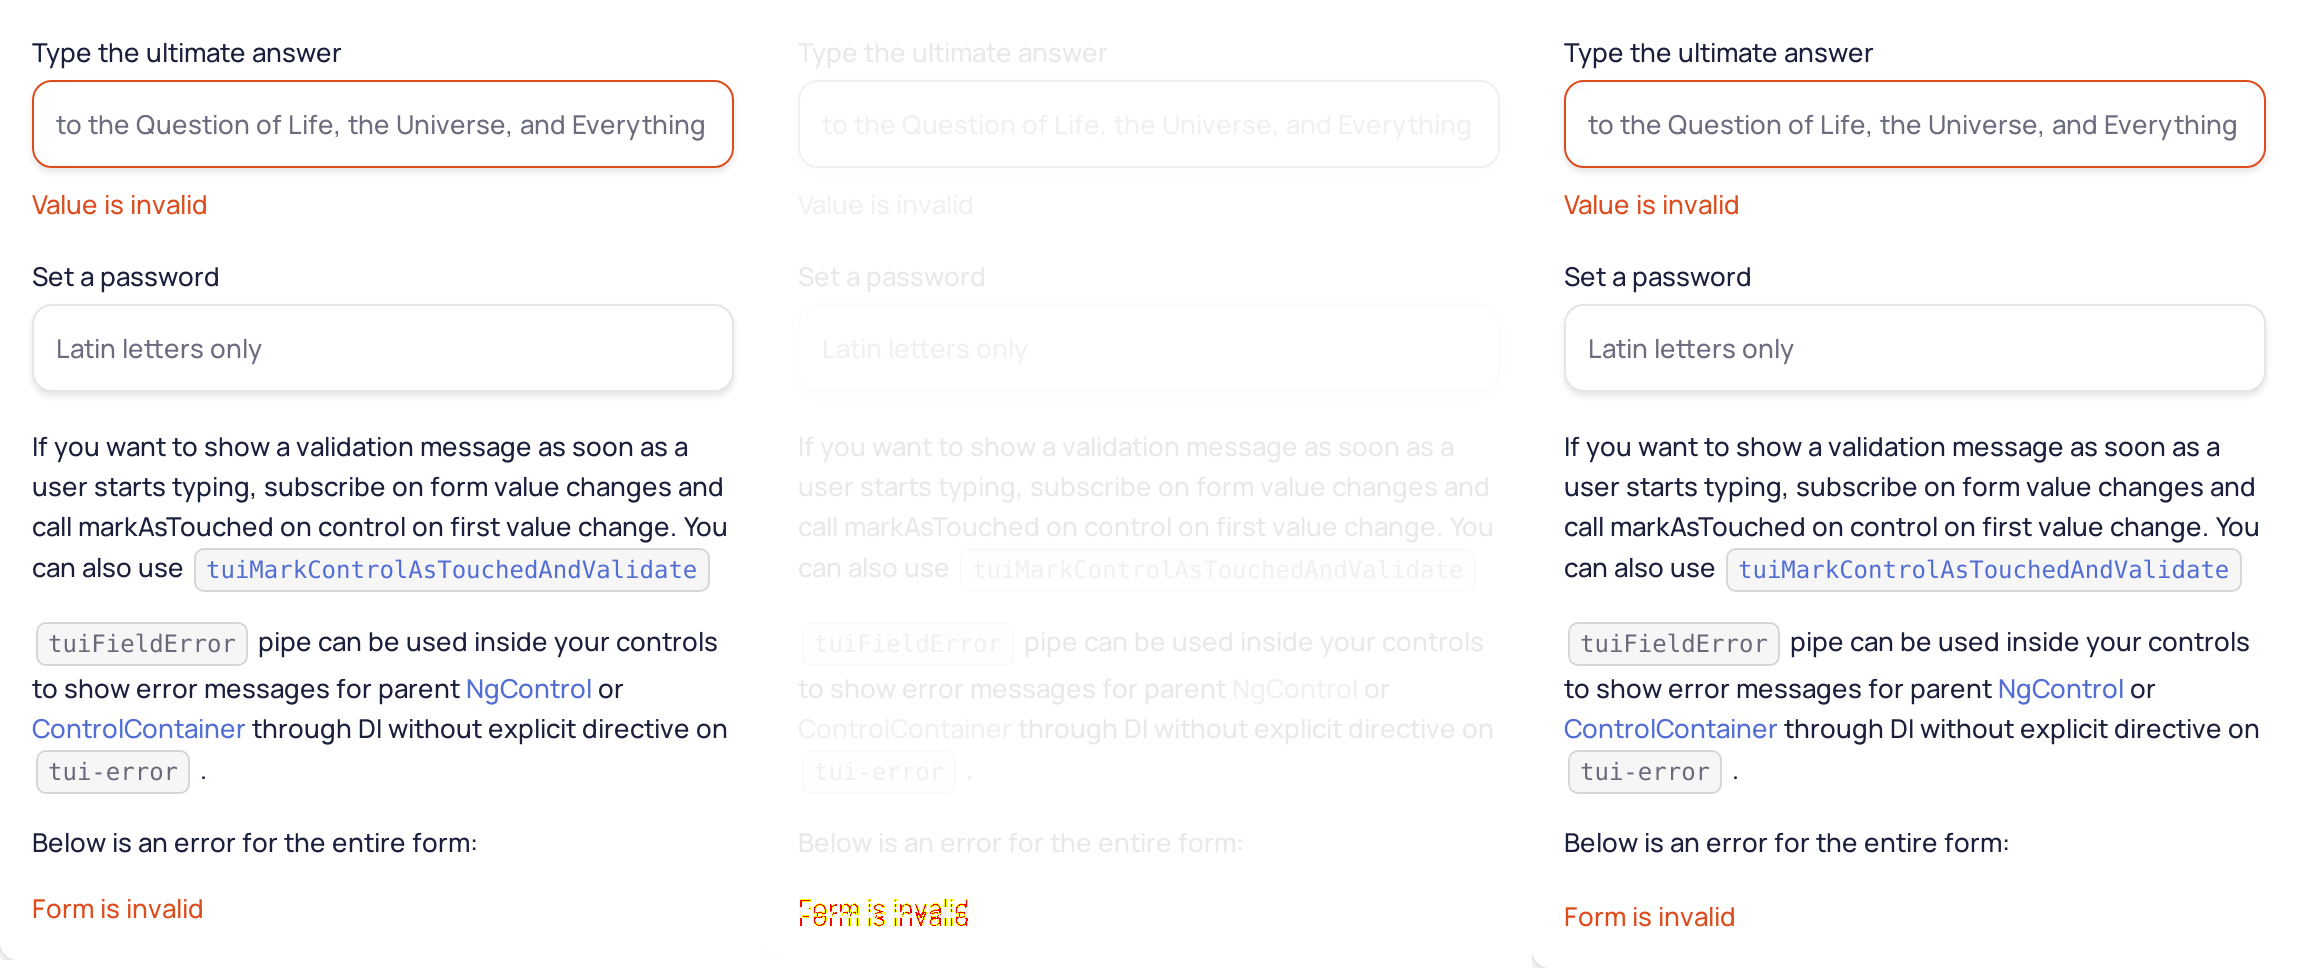 Type the ultimate answer
to the Question of Life, the Universe, and Everything
Value is invalid
Set a password
Latin letters only
If you want to show a validation message as soon as a
user starts typing, subscribe on form value changes and
call markAsTouched on control on first value change. You
can also use tuiMarkControlAsTouchedAndValidate
tuiFieldError pipe can be used inside your controls
to show error messages for parent NgControl or
ControlContainer through DI without explicit directive on
tui-error .
Below is an error for the entire form:
Form is invalid
Type the ultimate answer
to the Question of Life, the Universe, and Everything
Value is invalid
Set a password
Latin letters only
If you want to show a validation message as soon as a
user starts typing, subscribe on form value changes and
call markAsTouched on control on first value change. You
can also use tuiMarkControlAsTouchedAndValidate
tuiFieldError pipe can be used inside your controls
to show error messages for parent NgControl or
ControlContainer through DI without explicit directive on
tui-error .
Below is an error for the entire form:
Form is invalid
Type the ultimate answer
to the Question of Life, the Universe, and Everything
Value is invalid
Set a password
Latin letters only
If you want to show a validation message as soon as a
user starts typing, subscribe on form value changes and
call markAsTouched on control on first value change. You
can also use tuiMarkControlAsTouchedAndValidate
tuiFieldError pipe can be used inside your controls
to show error messages for parent NgControl or
ControlContainer through DI without explicit directive on
tui-error .
Below is an error for the entire form:
Form is invalid